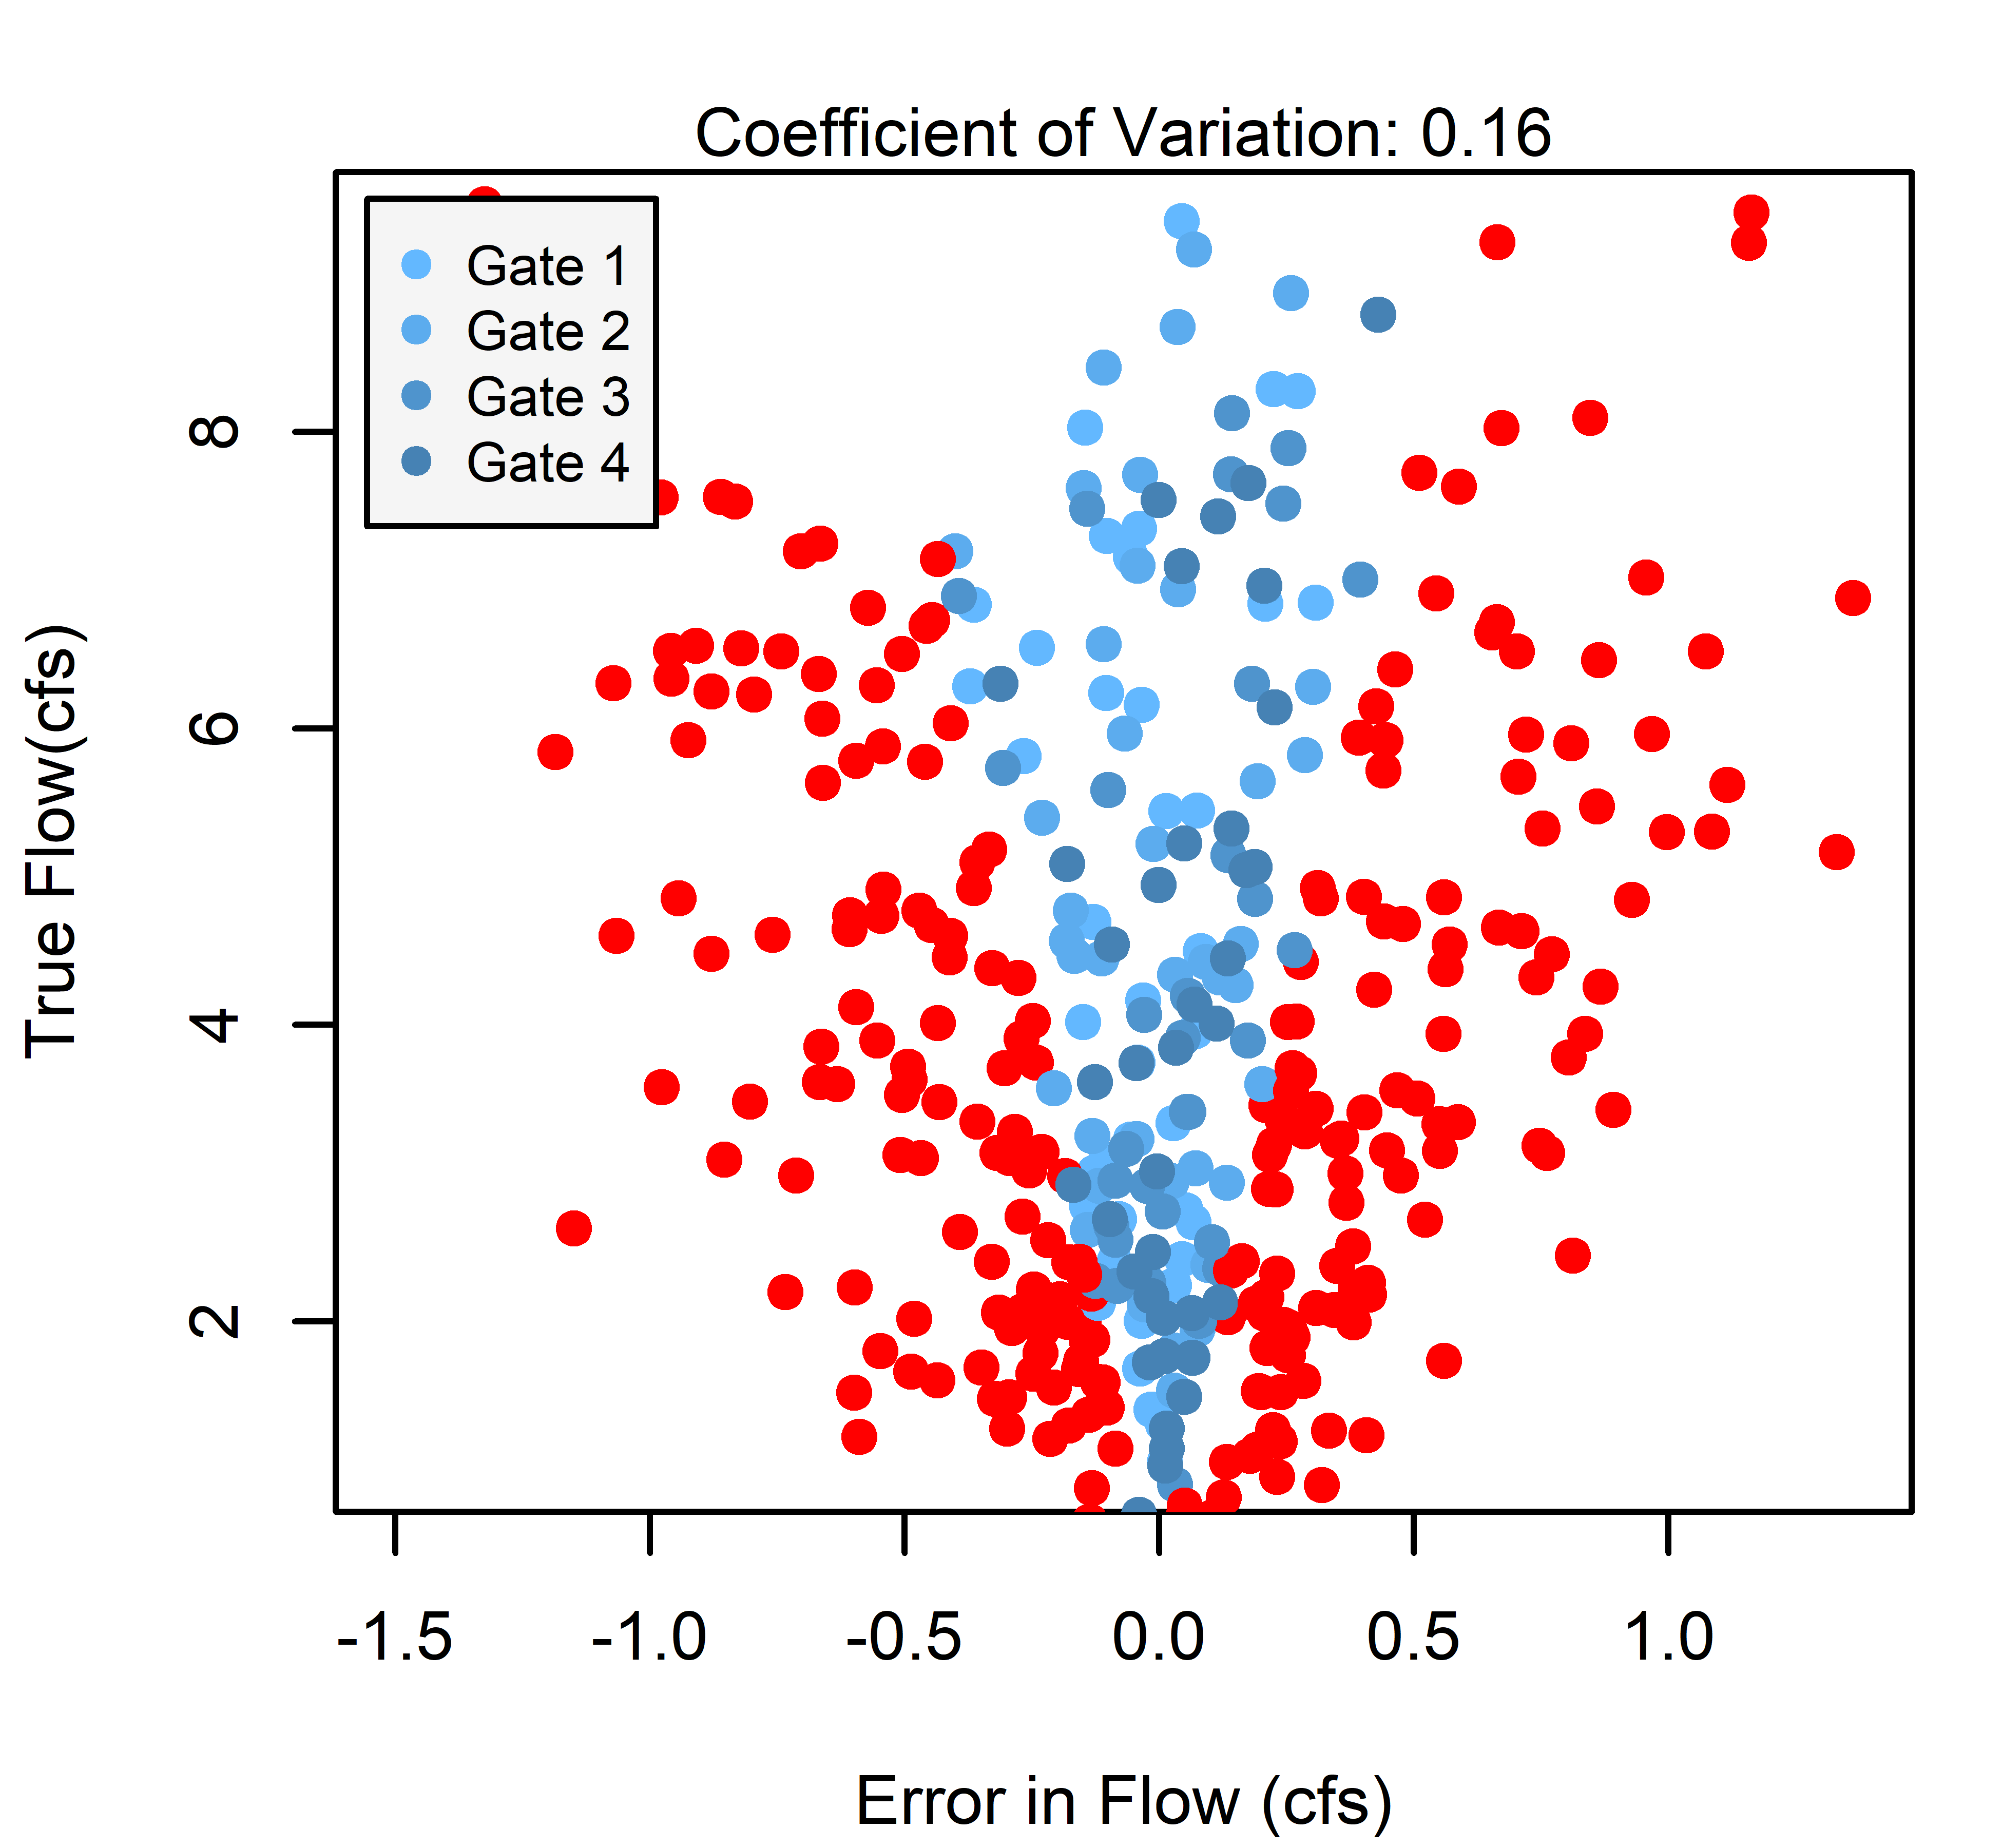 Coefficient of Variation: 0.16
Gate 1
Gate 2
Gate 3
Gate 4
True Flow(cfs)
8
6
4
2
-1.5 -1.0 -0.5 0.0 0.5 1.0
Error in Flow (cfs)